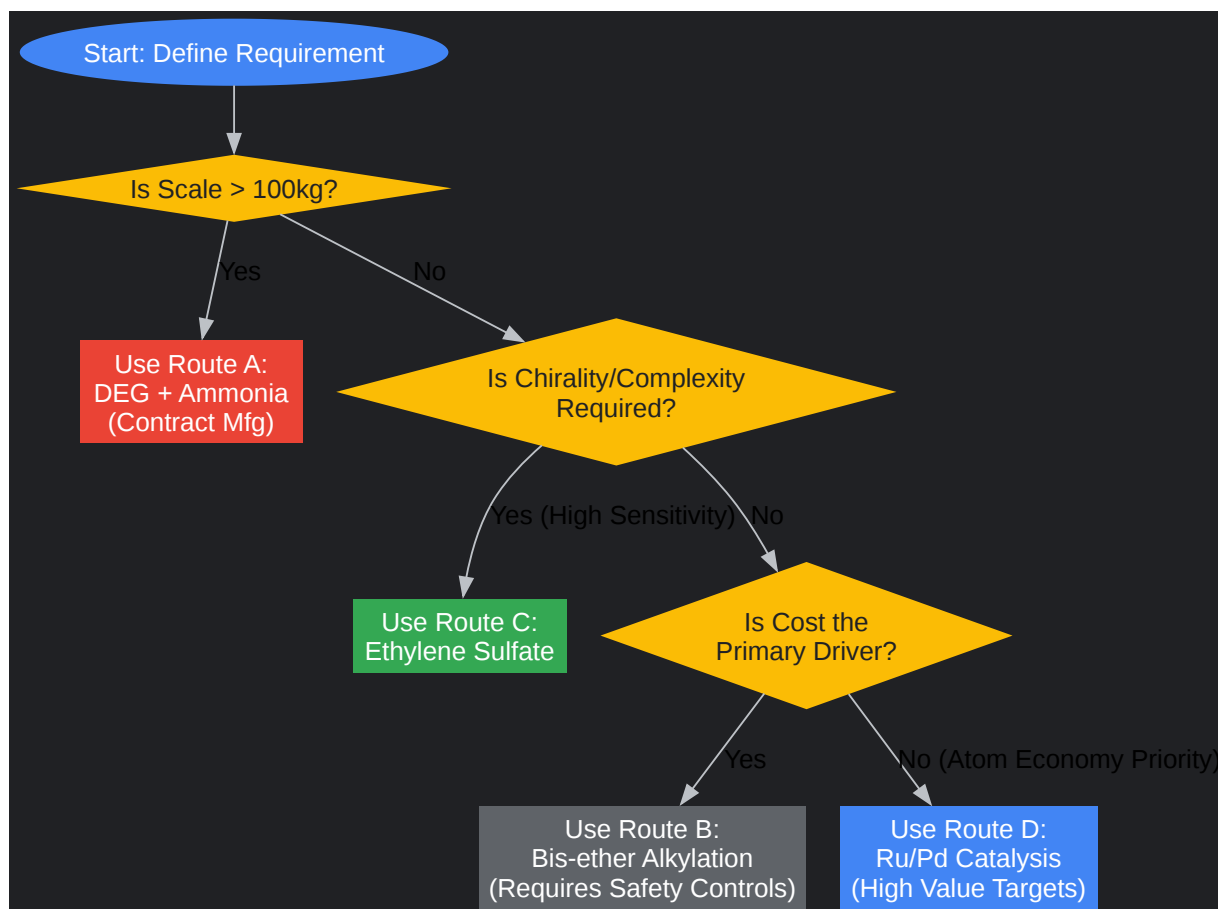 Start: Define Requirement
Is Scale > 100kg?
Yes
No
Use Route A:
DEG + Ammonia
(Contract Mfg)
Is Chirality/Complexity
Required?
Yes (High Sensitivity)
No
Use Route C:
Ethylene Sulfate
Is Cost the
Primary Driver?
Yes
No (Atom Economy Priority)
Use Route B:
Bis-ether Alkylation
(Requires Safety Controls)
Use Route D:
Ru/Pd Catalysis
(High Value Targets)